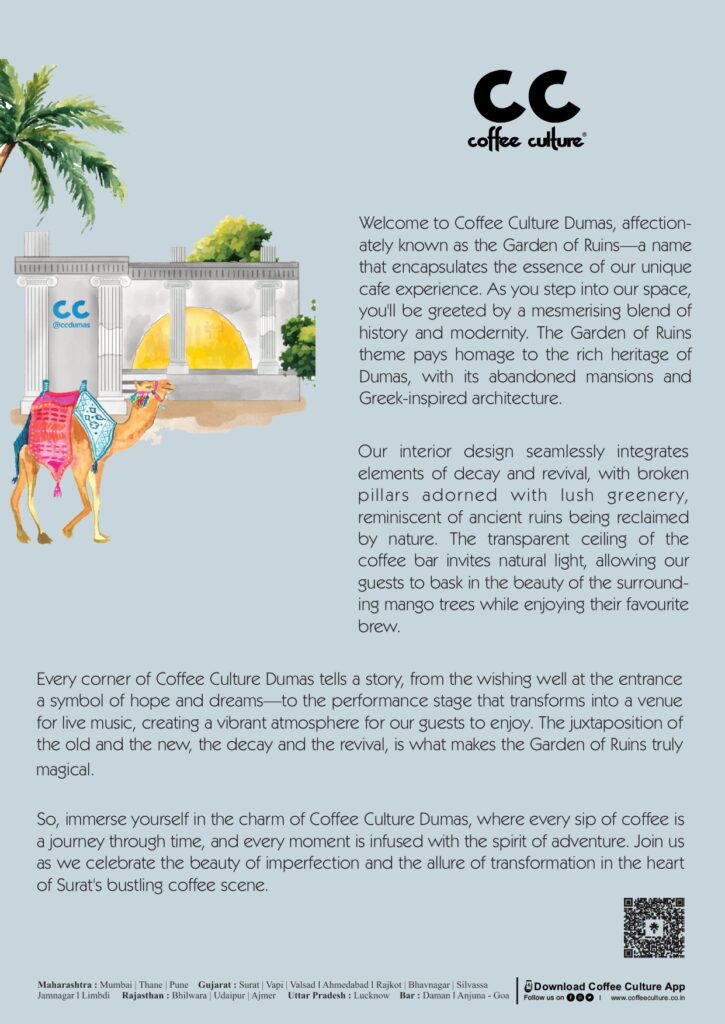 CC
coffee culture®
CC
@ccdumas
Welcome to Coffee Culture Dumas, affection-
ately known as the Garden of Ruins—a name
that encapsulates the essence of our unique
cafe experience. As you step into our space,
you'll be greeted by a mesmerising blend of
history and modernity. The Garden of Ruins
theme pays homage to the rich heritage of
Dumas, with its abandoned mansions and
Greek-inspired architecture.
Our interior design seamlessly integrates
elements of decay and revival, with broken
pillars adorned with lush greenery,
reminiscent of ancient ruins being reclaimed
by nature. The transparent ceiling of the
coffee bar invites natural light, allowing our
guests to bask in the beauty of the surround-
ing mango trees while enjoying their favourite
brew.
Every corner of Coffee Culture Dumas tells a story, from the wishing well at the entrance
a symbol of hope and dreams—to the performance stage that transforms into a venue
for live music, creating a vibrant atmosphere for our guests to enjoy. The juxtaposition of
the old and the new, the decay and the revival, is what makes the Garden of Ruins truly
magical.
So, immerse yourself in the charm of Coffee Culture Dumas, where every sip of coffee is
a journey through time, and every moment is infused with the spirit of adventure. Join us
as we celebrate the beauty of imperfection and the allure of transformation in the heart
of Surat's bustling coffee scene.
Maharashtra : Mumbai | Thane | Pune Gujarat : Surat | Vapi | Valsad l Ahmedabad l Rajkot | Bhavnagar | Silvassa
Jamnagar l Limbdi Rajasthan : Bhilwara | Udaipur | Ajmer Uttar Pradesh : Lucknow Bar : Daman l Anjuna - Goa
Download Coffee Culture App
Follow us on | www.coffeeculture.co.in